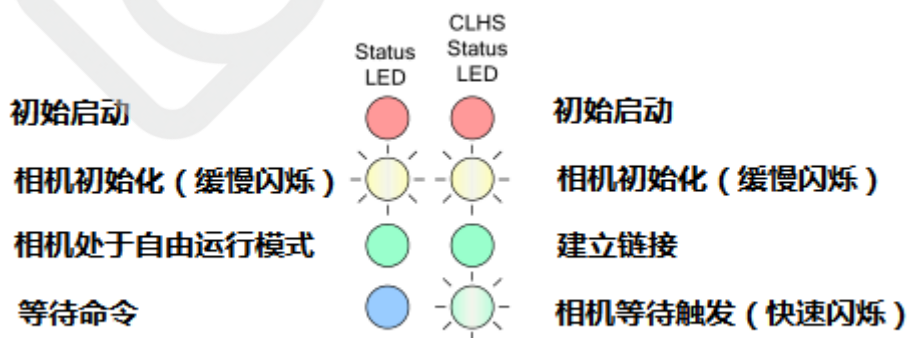 Status LED
CLHS Status LED
初始启动
初始启动
相机初始化（缓慢闪烁）
相机初始化（缓慢闪烁）
相机处于自由运行模式
建立链接
等待命令
相机等待触发（快速闪烁）